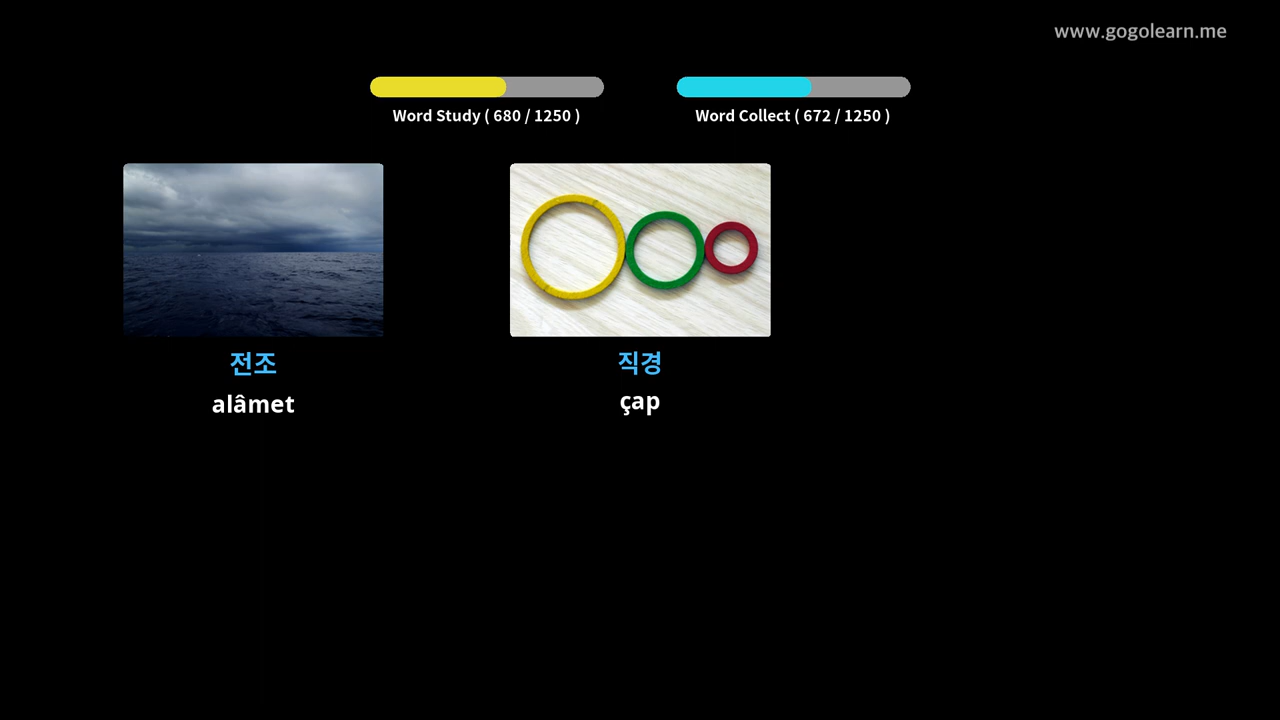 www.gogolearn.me
Word Study ( 680 / 1250 )
Word Collect ( 672 / 1250 )
전조
alâmet
직경
çap